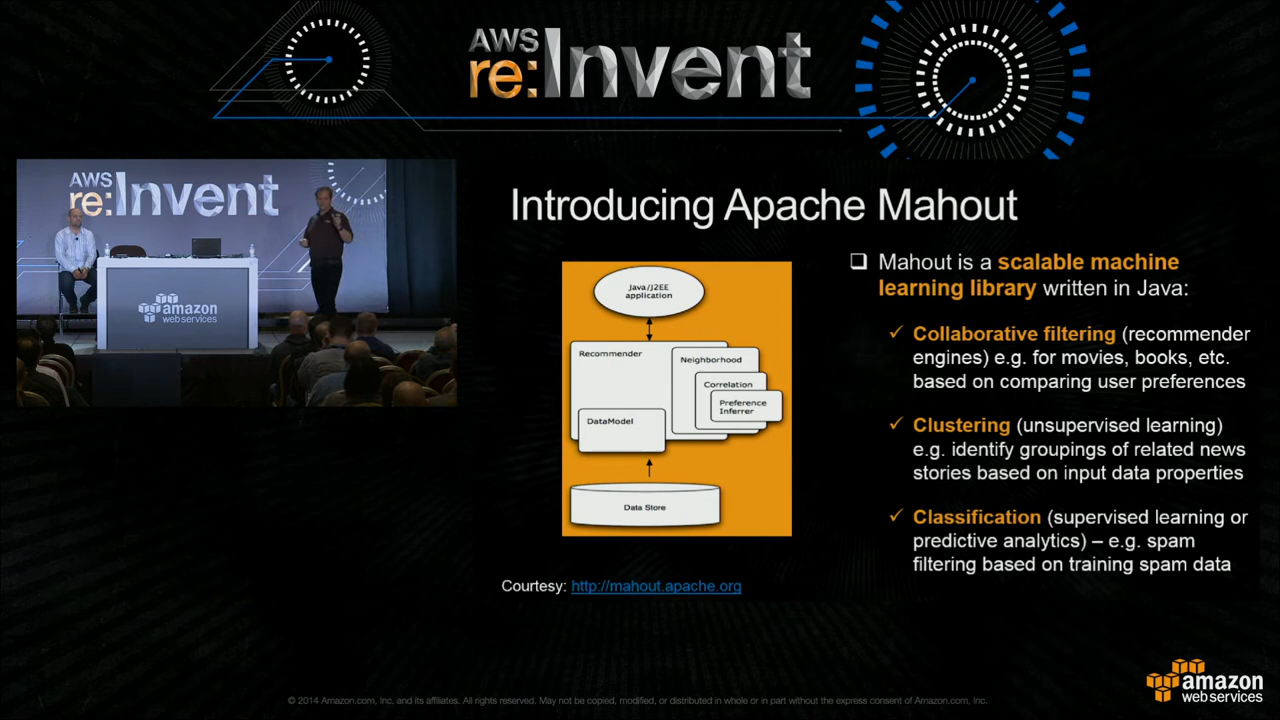 AWS
re:Invent
AWS
re:Invent
amazon
web services
Introducing Apache Mahout
Java/J2EE
application
Recommender
Neighborhood
Correlation
Preference
Inferrer
DataModel
Data Store
Courtesy: http://mahout.apache.org
❑ Mahout is a scalable machine
learning library written in Java:
✓ Collaborative filtering (recommender
engines) e.g. for movies, books, etc.
based on comparing user preferences
✓ Clustering (unsupervised learning)
e.g. identify groupings of related news
stories based on input data properties
✓ Classification (supervised learning or
predictive analytics) – e.g. spam
filtering based on training spam data
© 2014 Amazon.com, Inc. and its affiliates. All rights reserved. May not be copied, modified, or distributed in whole or in part without the express consent of Amazon.com, Inc.
amazon
web services